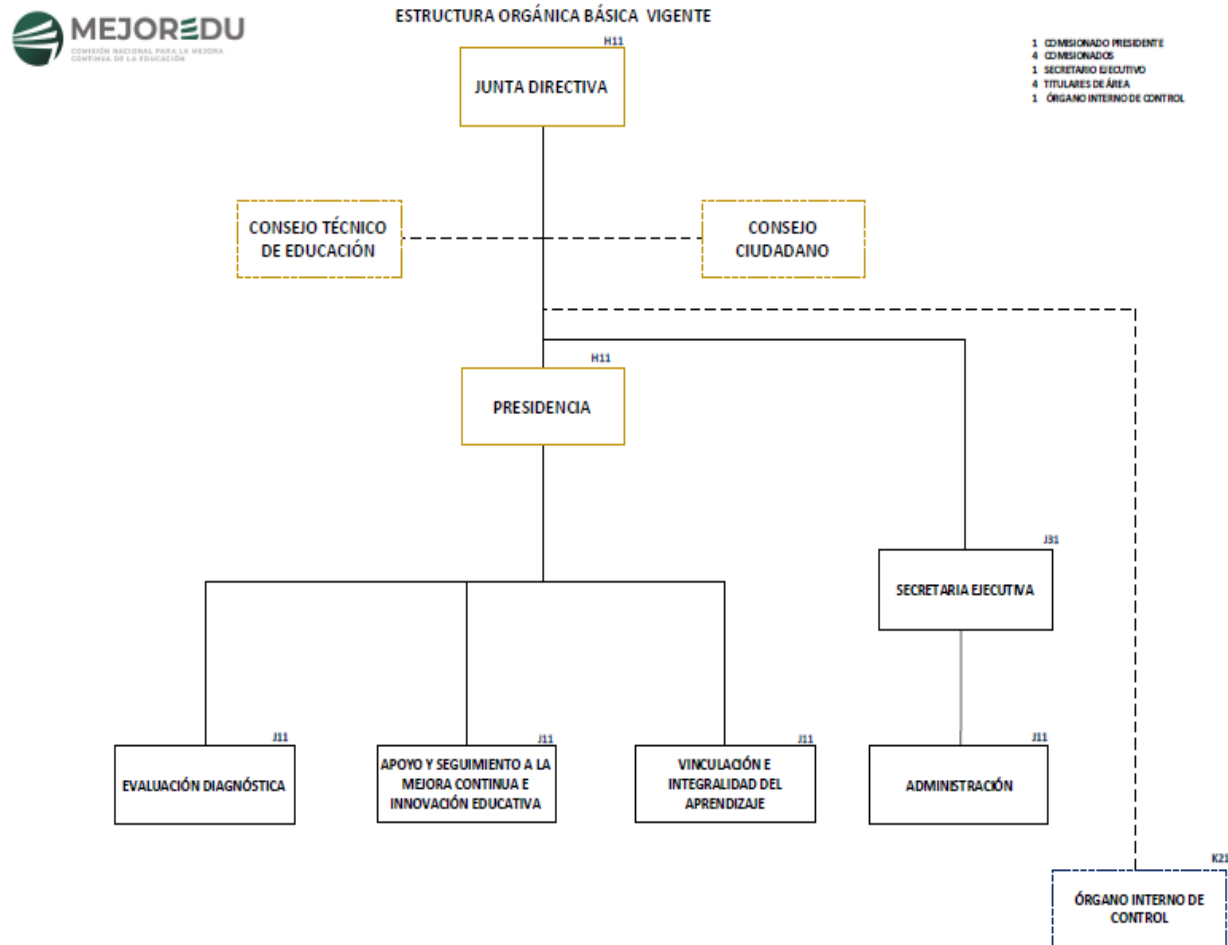 MEJOREDU
COMISIÓN NACIONAL PARA LA MEJORA
CONTINUA DE LA EDUCACIÓN
ESTRUCTURA ORGÁNICA BÁSICA VIGENTE
1 COMISIONADO PRESIDENTE
4 COMISIONADOS
1 SECRETARIO EJECUTIVO
4 TITULARES DE ÁREA
1 ÓRGANO INTERNO DE CONTROL
H11
JUNTA DIRECTIVA
CONSEJO TÉCNICO
DE EDUCACIÓN
CONSEJO
CIUDADANO
H11
PRESIDENCIA
J31
SECRETARIA EJECUTIVA
J11
EVALUACIÓN DIAGNÓSTICA
J11
APOYO Y SEGUIMIENTO A LA
MEJORA CONTINUA E
INNOVACIÓN EDUCATIVA
J11
VINCULACIÓN E
INTEGRALIDAD DEL
APRENDIZAJE
J11
ADMINISTRACIÓN
K21
ÓRGANO INTERNO DE
CONTROL